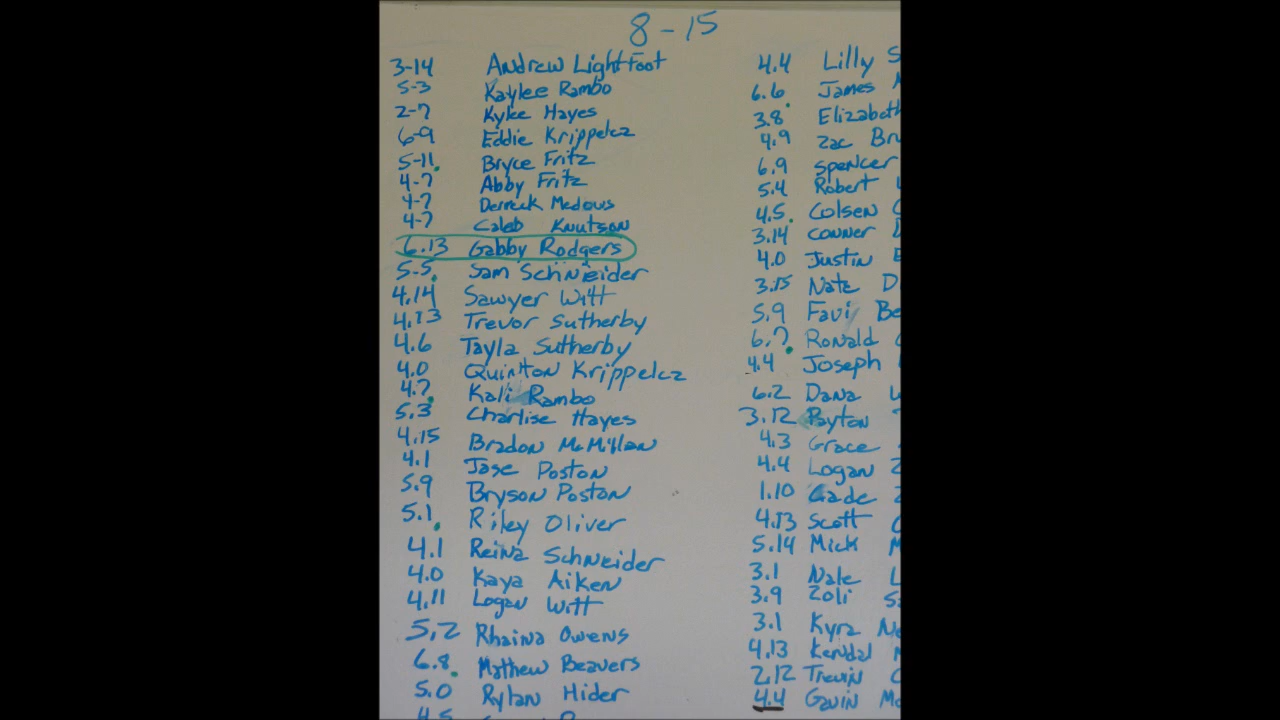 8-15
3-14 Andrew Lightfoot
5-3 Kaylee Rambo
2-7 Kylee Hayes
6-9 Eddie Krippelcz
5-11. Bryce Fritz
4-7 Abby Fritz
4-7 Derreck Medows
4-7 Caleb Knutson
6.13 Gabby Rodgers
5-5. Sam Schneider
4.14 Sawyer Witt
4.13 Trevor Sutherby
4.6 Tayla Sutherby
4.0 Quinton Krippelcz
4.7. Kali Rambo
5.3 Charlise Hayes
4.15 Bradon McMillan
4.1 Jase Poston
5.9 Bryson Poston
5.1. Riley Oliver
4.1 Reina Schneider
4.0 Kaya Aiken
4.11 Logan Witt
5.2 Rhaina Owens
6.8. Mathew Beavers
5.0 Rylan Hider
4.5
4.4 Lilly S
6.6. James
3.8 Elizabeth
4.9 Zac Br
6.9 Spencer
5.4 Robert
4.5. Colsen
3.14 Conner
4.0 Justin
3.15 Nate D
5.9 Favi Be
6.7. Ronald
4.4 Joseph
6.2 Dana
3.12 Payton
4.3 Grace
4.4 Logan
1.10 Gade
4.13 Scott
5.14 Mick M
3.1 Nale L
3.9 Zoli S
3.1 Kyra
4.13 Kendal
2.12 Trevin
4.4 Gavin Mc